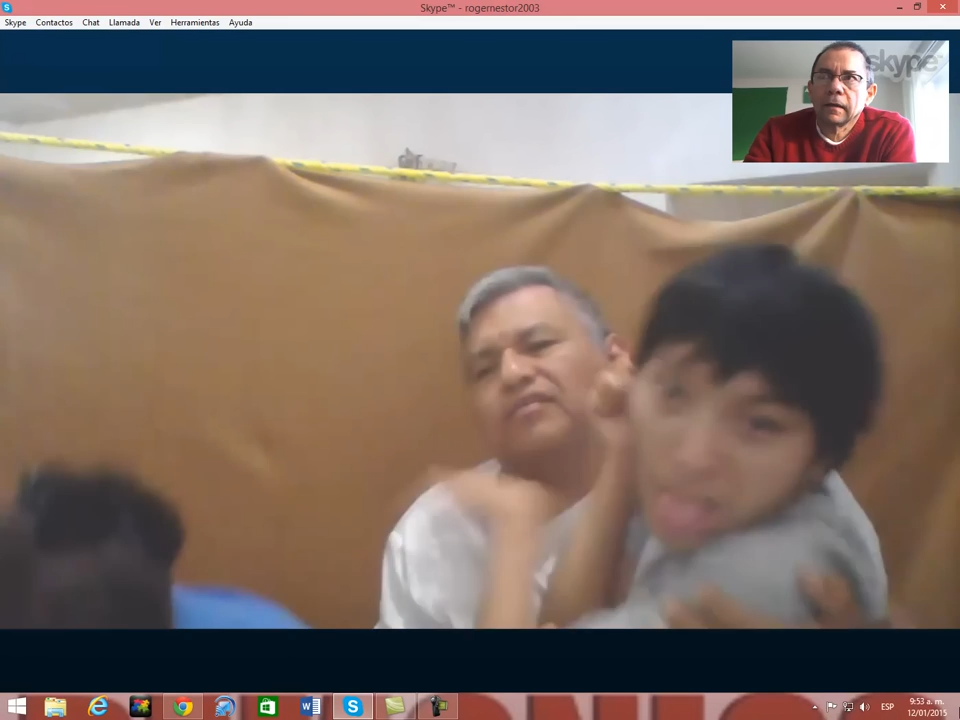 Skype™ - rogernestor2003
Skype Contactos Chat Llamada Ver Herramientas Ayuda
skype
ESP
9:53 a. m.
12/01/2015